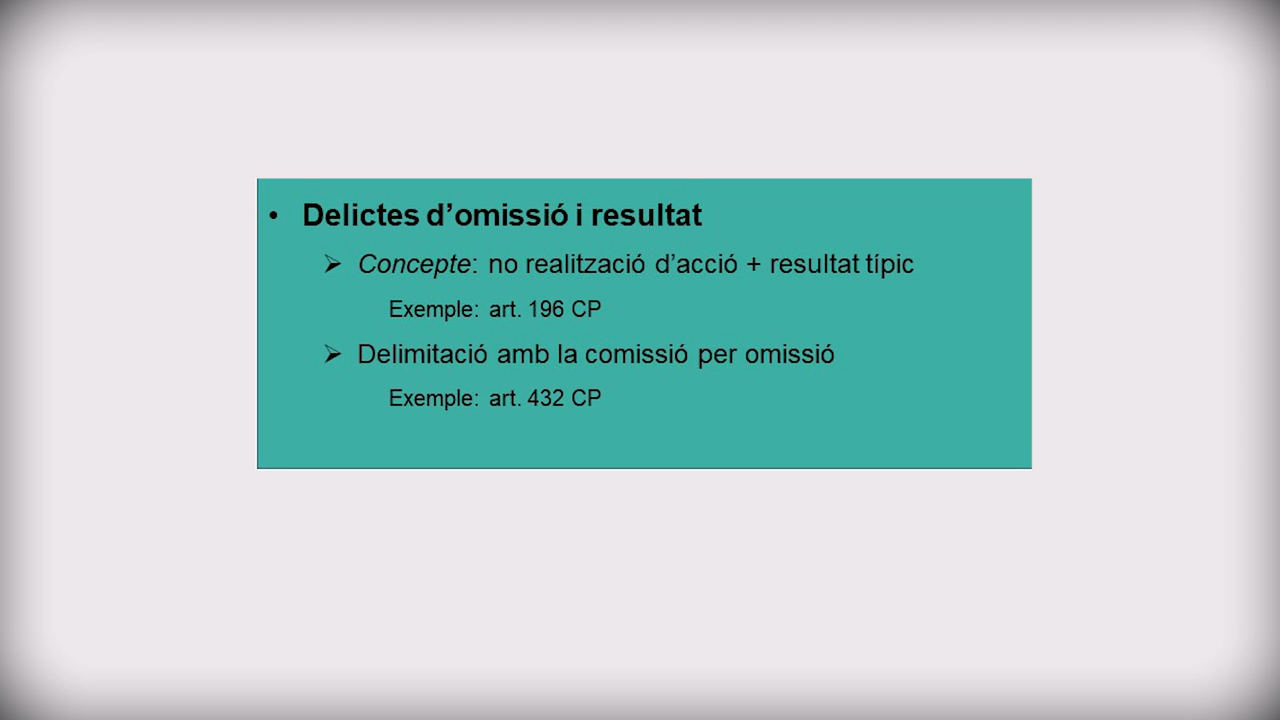 • Delictes d’omissió i resultat
➢ Concepte: no realització d’acció + resultat típic
Exemple: art. 196 CP
➢ Delimitació amb la comissió per omissió
Exemple: art. 432 CP